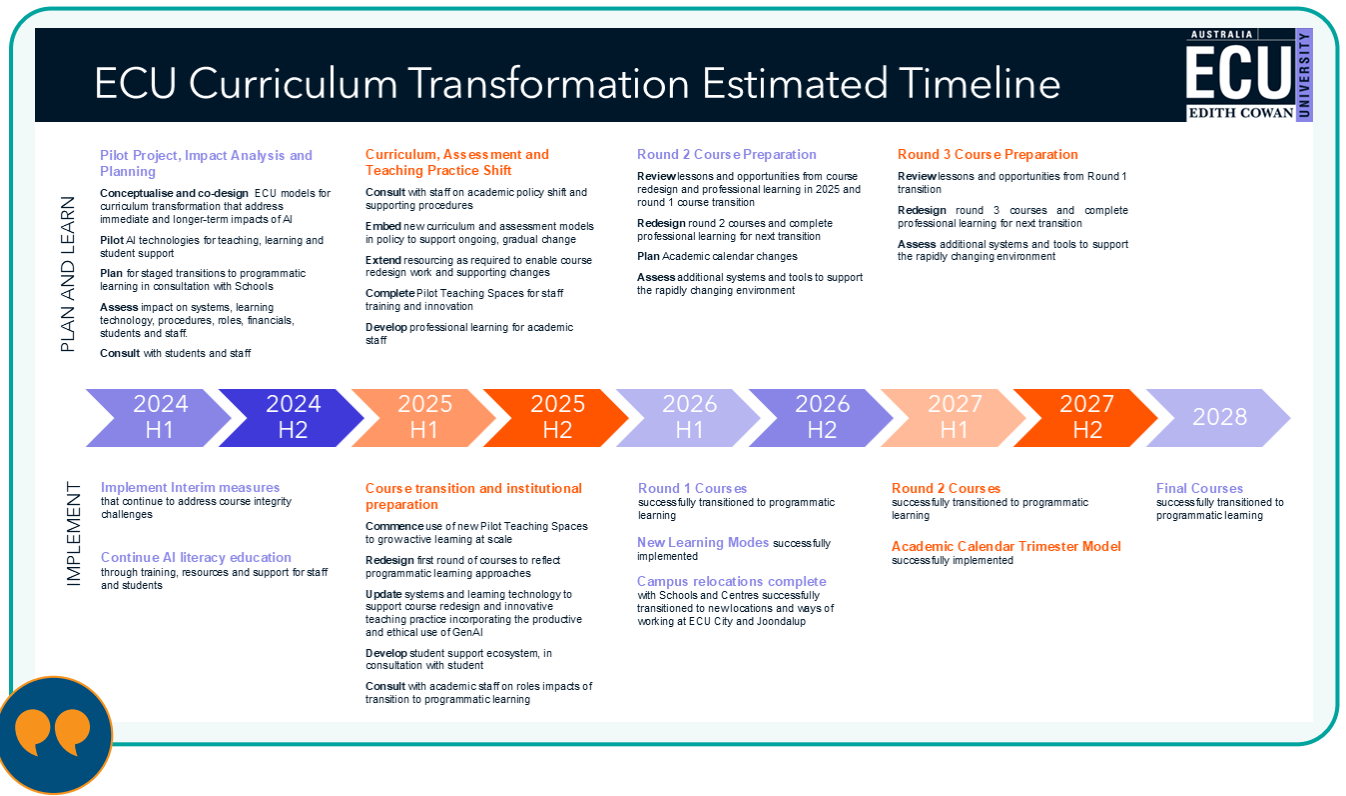 ECU Curriculum Transformation Estimated Timeline
AUSTRALIA
ECU
EDITH COWAN
UNIVERSITY
PLAN AND LEARN
Pilot Project, Impact Analysis and
Planning
Conceptualise and co-design ECU models for
curriculum transformation that address
immediate and longer-term impacts of AI
Pilot AI technologies for teaching, learning and
student support
Plan for staged transitions to programmatic
learning in consultation with Schools
Assess impact on systems, learning
technology, procedures, roles, financials,
students and staff.
Consult with students and staff
Curriculum, Assessment and
Teaching Practice Shift
Consult with staff on academic policy shift and
supporting procedures
Embed new curriculum and assessment models
in policy to support ongoing, gradual change
Extend resourcing as required to enable course
redesign work and supporting changes
Complete Pilot Teaching Spaces for staff
training and innovation
Develop professional learning for academic
staff
Round 2 Course Preparation
Review lessons and opportunities from course
redesign and professional learning in 2025 and
round 1 course transition
Redesign round 2 courses and complete
professional learning for next transition
Plan Academic calendar changes
Assess additional systems and tools to support
the rapidly changing environment
Round 3 Course Preparation
Review lessons and opportunities from Round 1
transition
Redesign round 3 courses and complete
professional learning for next transition
Assess additional systems and tools to support
the rapidly changing environment
2024
H1
2024
H2
2025
H1
2025
H2
2026
H1
2026
H2
2027
H1
2027
H2
2028
IMPLEMENT
Implement Interim measures
that continue to address course integrity
challenges
Continue AI literacy education
through training, resources and support for staff
and students
Course transition and institutional
preparation
Commence use of new Pilot Teaching Spaces
to grow active learning at scale
Redesign first round of courses to reflect
programmatic learning approaches
Update systems and learning technology to
support course redesign and innovative
teaching practice incorporating the productive
and ethical use of GenAI
Develop student support ecosystem, in
consultation with student
Consult with academic staff on roles impacts of
transition to programmatic learning
Round 1 Courses
successfully transitioned to programmatic
learning
New Learning Modes successfully
implemented
Campus relocations complete
with Schools and Centres successfully
transitioned to new locations and ways of
working at ECU City and Joondalup
Round 2 Courses
successfully transitioned to programmatic
learning
Academic Calendar Trimester Model
successfully implemented
Final Courses
successfully transitioned to
programmatic learning